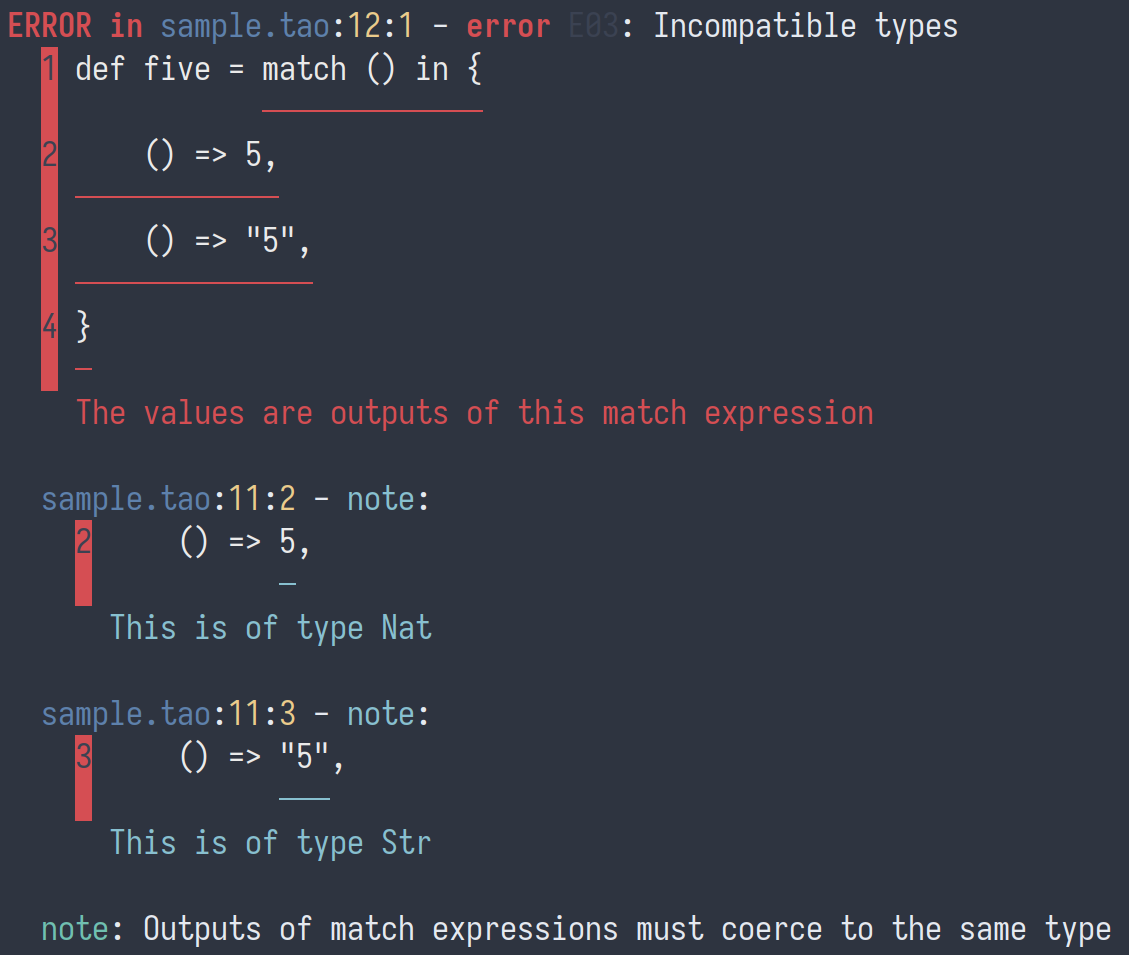 ERROR in sample.tao:12:1 - error E03: Incompatible types
1 def five = match () in {
2     () => 5,
3     () => "5",
4 }
The values are outputs of this match expression
sample.tao:11:2 - note:
2     () => 5,
This is of type Nat
sample.tao:11:3 - note:
3     () => "5",
This is of type Str
note: Outputs of match expressions must coerce to the same type